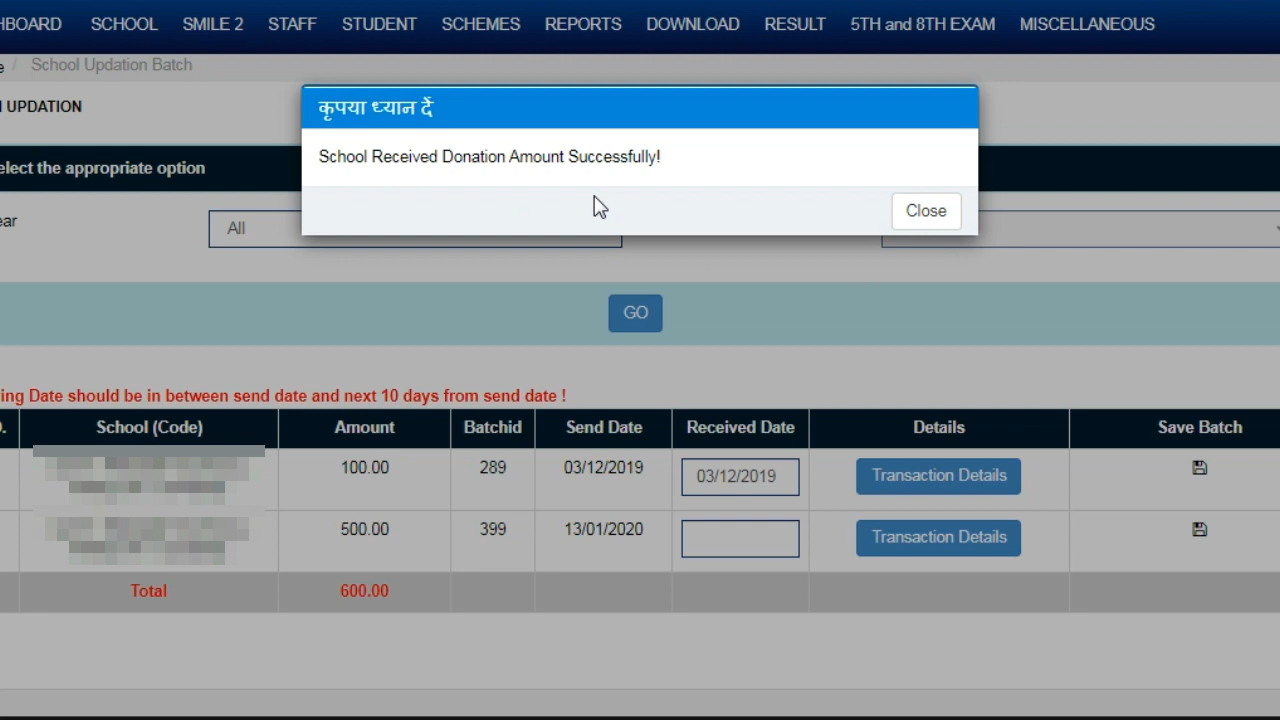 HBOARD SCHOOL SMILE 2 STAFF STUDENT SCHEMES REPORTS DOWNLOAD RESULT 5TH and 8TH EXAM MISCELLANEOUS
e / School Updation Batch
UPDATION
कृपया ध्यान दें
School Received Donation Amount Successfully!
Close
elect the appropriate option
ear
All
GO
ing Date should be in between send date and next 10 days from send date !
School (Code) Amount Batchid Send Date Received Date Details Save Batch
100.00 289 03/12/2019 03/12/2019 Transaction Details
500.00 399 13/01/2020 Transaction Details
Total 600.00